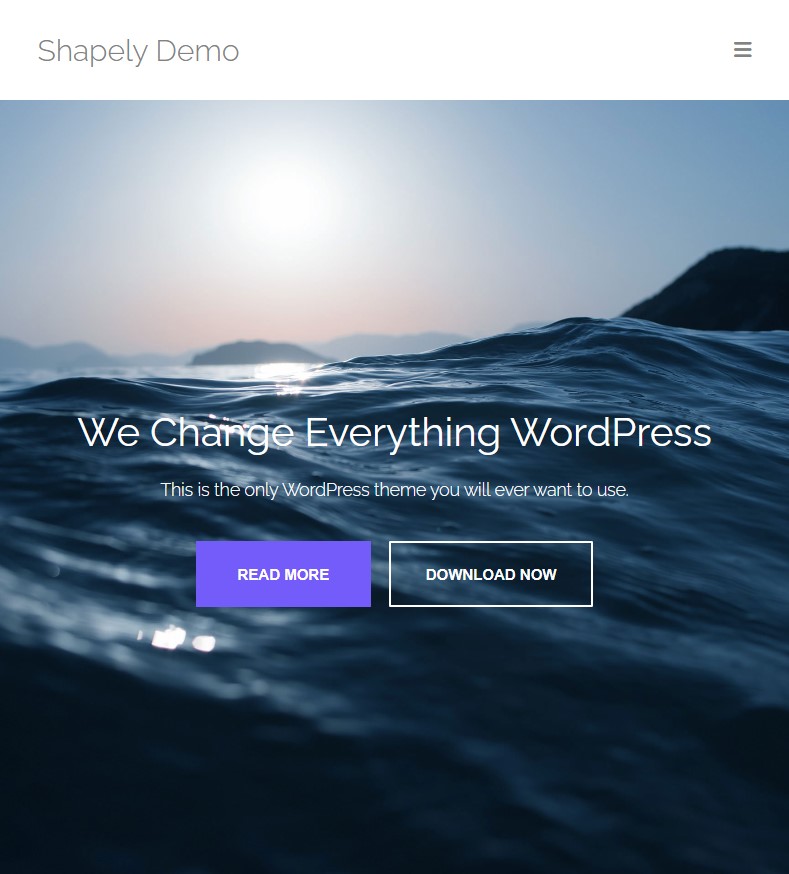 Shapely Demo
We Change Everything WordPress
This is the only WordPress theme you will ever want to use.
READ MORE
DOWNLOAD NOW